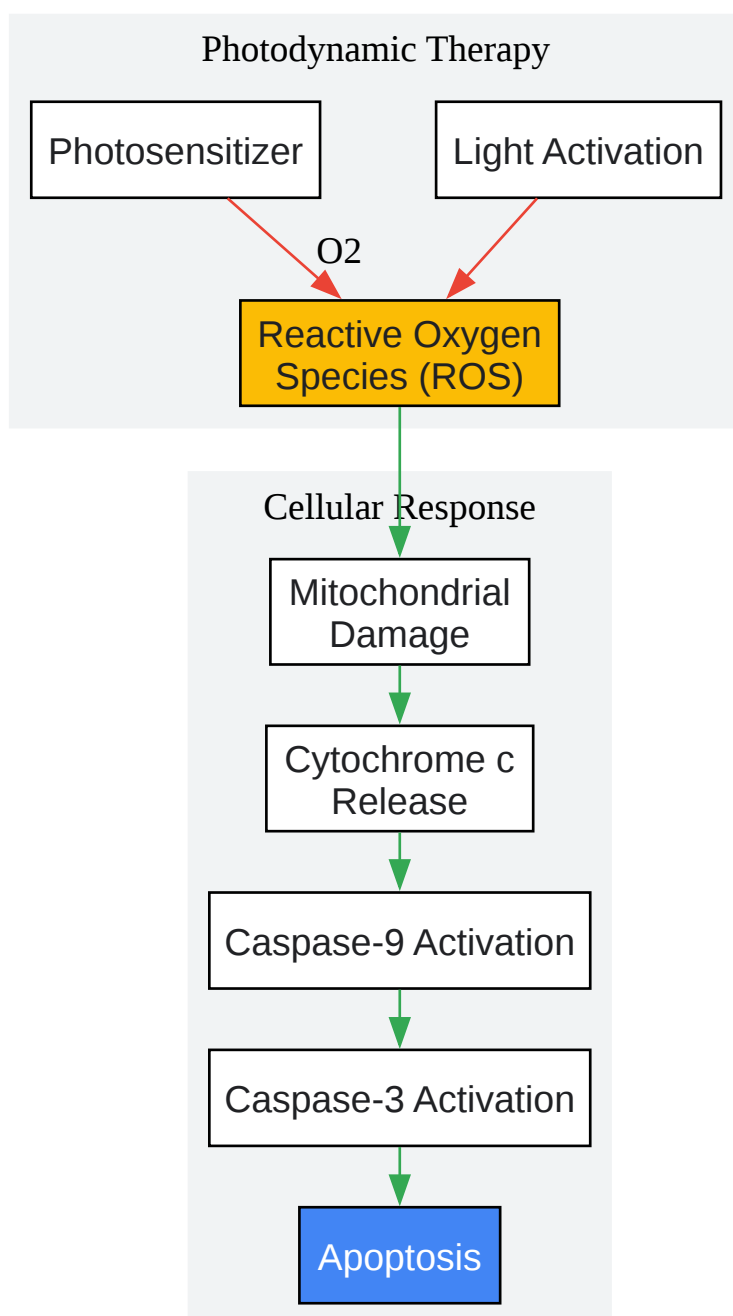 Photodynamic Therapy
Photosensitizer
Light Activation
O2
Reactive Oxygen
Species (ROS)
Cellular Response
Mitochondrial
Damage
Cytochrome c
Release
Caspase-9 Activation
Caspase-3 Activation
Apoptosis